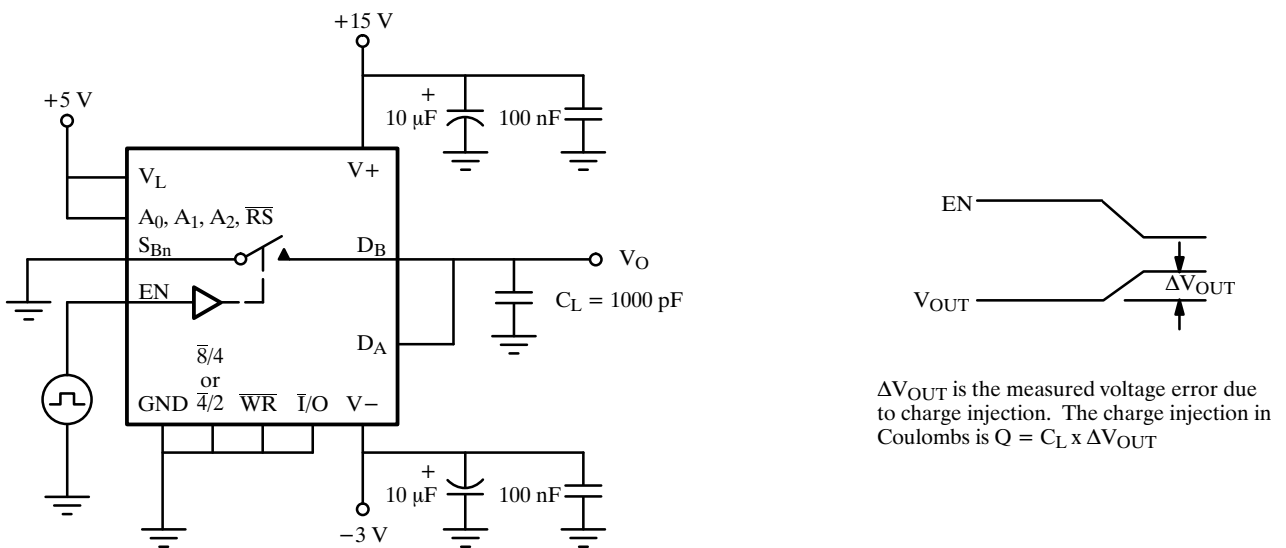 +15 V
+5 V
+
10 μF
100 nF
V+
V_L
A_0, A_1, A_2, R̅S̅
S_Bn
D_B
V_O
EN
C_L = 1000 pF
D_A
8̅/4
or
4̅/2
GND
W̅R̅
I̅/O
V−
+
10 μF
100 nF
−3 V
EN
ΔV_OUT
V_OUT
ΔV_OUT is the measured voltage error due
to charge injection. The charge injection in
Coulombs is Q = C_L x ΔV_OUT